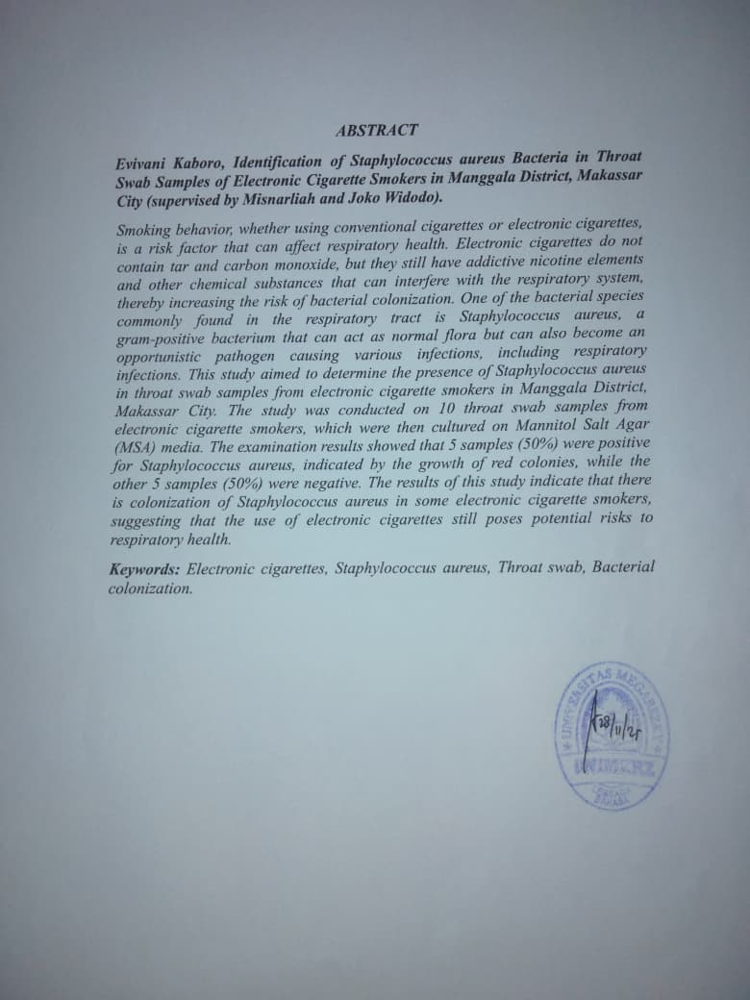 ABSTRACT
Evivani Kaboro, Identification of Staphylococcus aureus Bacteria in Throat
Swab Samples of Electronic Cigarette Smokers in Manggala District, Makassar
City (supervised by Misnarliah and Joko Widodo).
Smoking behavior, whether using conventional cigarettes or electronic cigarettes,
is a risk factor that can affect respiratory health. Electronic cigarettes do not
contain tar and carbon monoxide, but they still have addictive nicotine elements
and other chemical substances that can interfere with the respiratory system,
thereby increasing the risk of bacterial colonization. One of the bacterial species
commonly found in the respiratory tract is Staphylococcus aureus, a
gram-positive bacterium that can act as normal flora but can also become an
opportunistic pathogen causing various infections, including respiratory
infections. This study aimed to determine the presence of Staphylococcus aureus
in throat swab samples from electronic cigarette smokers in Manggala District,
Makassar City. The study was conducted on 10 throat swab samples from
electronic cigarette smokers, which were then cultured on Mannitol Salt Agar
(MSA) media. The examination results showed that 5 samples (50%) were positive
for Staphylococcus aureus, indicated by the growth of red colonies, while the
other 5 samples (50%) were negative. The results of this study indicate that there
is colonization of Staphylococcus aureus in some electronic cigarette smokers,
suggesting that the use of electronic cigarettes still poses potential risks to
respiratory health.
Keywords: Electronic cigarettes, Staphylococcus aureus, Throat swab, Bacterial
colonization.
UNIVERSITAS MEGAREZKY
28/11/25
UNIMERZ
BAHASA